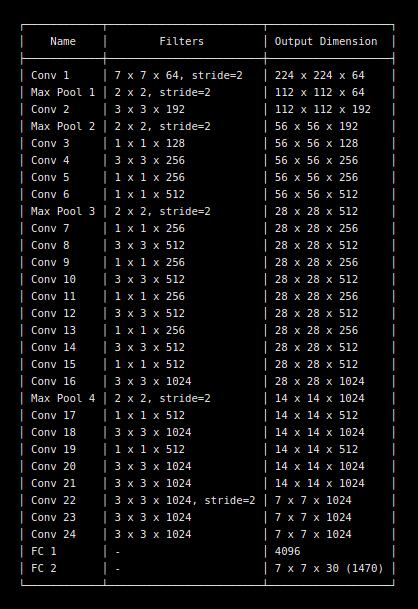 Name Filters Output Dimension
Conv 1 7 x 7 x 64, stride=2 224 x 224 x 64
Max Pool 1 2 x 2, stride=2 112 x 112 x 64
Conv 2 3 x 3 x 192 112 x 112 x 192
Max Pool 2 2 x 2, stride=2 56 x 56 x 192
Conv 3 1 x 1 x 128 56 x 56 x 128
Conv 4 3 x 3 x 256 56 x 56 x 256
Conv 5 1 x 1 x 256 56 x 56 x 256
Conv 6 1 x 1 x 512 56 x 56 x 512
Max Pool 3 2 x 2, stride=2 28 x 28 x 512
Conv 7 1 x 1 x 256 28 x 28 x 256
Conv 8 3 x 3 x 512 28 x 28 x 512
Conv 9 1 x 1 x 256 28 x 28 x 256
Conv 10 3 x 3 x 512 28 x 28 x 512
Conv 11 1 x 1 x 256 28 x 28 x 256
Conv 12 3 x 3 x 512 28 x 28 x 512
Conv 13 1 x 1 x 256 28 x 28 x 256
Conv 14 3 x 3 x 512 28 x 28 x 512
Conv 15 1 x 1 x 512 28 x 28 x 512
Conv 16 3 x 3 x 1024 28 x 28 x 1024
Max Pool 4 2 x 2, stride=2 14 x 14 x 1024
Conv 17 1 x 1 x 512 14 x 14 x 512
Conv 18 3 x 3 x 1024 14 x 14 x 1024
Conv 19 1 x 1 x 512 14 x 14 x 512
Conv 20 3 x 3 x 1024 14 x 14 x 1024
Conv 21 3 x 3 x 1024 14 x 14 x 1024
Conv 22 3 x 3 x 1024, stride=2 7 x 7 x 1024
Conv 23 3 x 3 x 1024 7 x 7 x 1024
Conv 24 3 x 3 x 1024 7 x 7 x 1024
FC 1 - 4096
FC 2 - 7 x 7 x 30 (1470)